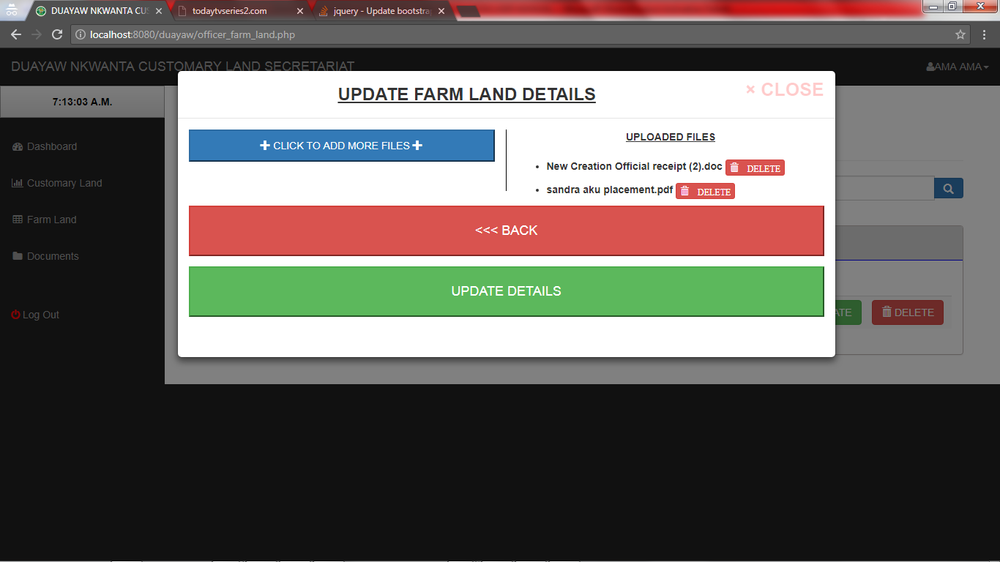 DUAYAW NKWANTA CUS
todaytvseries2.com
jquery - Update bootstra
localhost:8080/duayaw/officer_farm_land.php
DUAYAW NKWANTA CUSTOMARY LAND SECRETARIAT
AMA AMA
7:13:03 A.M.
Dashboard
Customary Land
Farm Land
Documents
Log Out
UPDATE FARM LAND DETAILS
× CLOSE
CLICK TO ADD MORE FILES
UPLOADED FILES
New Creation Official receipt (2).doc DELETE
sandra aku placement.pdf DELETE
<<< BACK
UPDATE DETAILS
ATE
DELETE